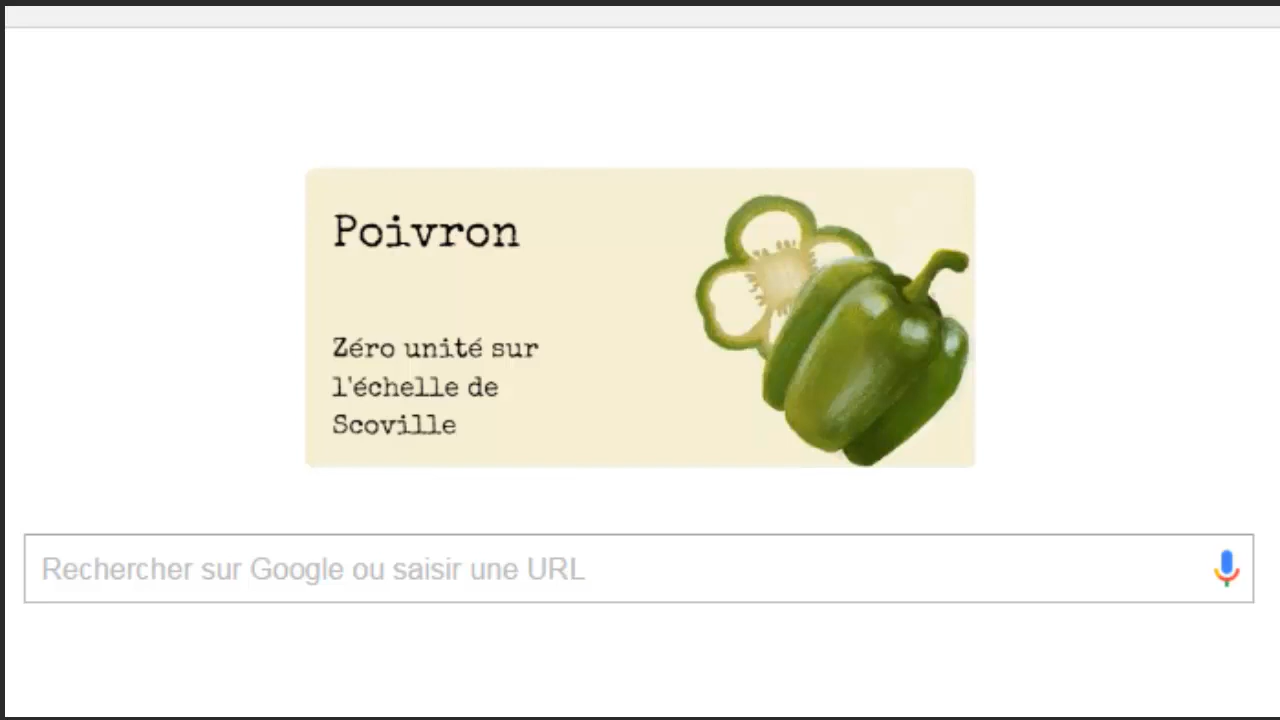 Poivron
Zéro unité sur
l'échelle de
Scoville
Rechercher sur Google ou saisir une URL